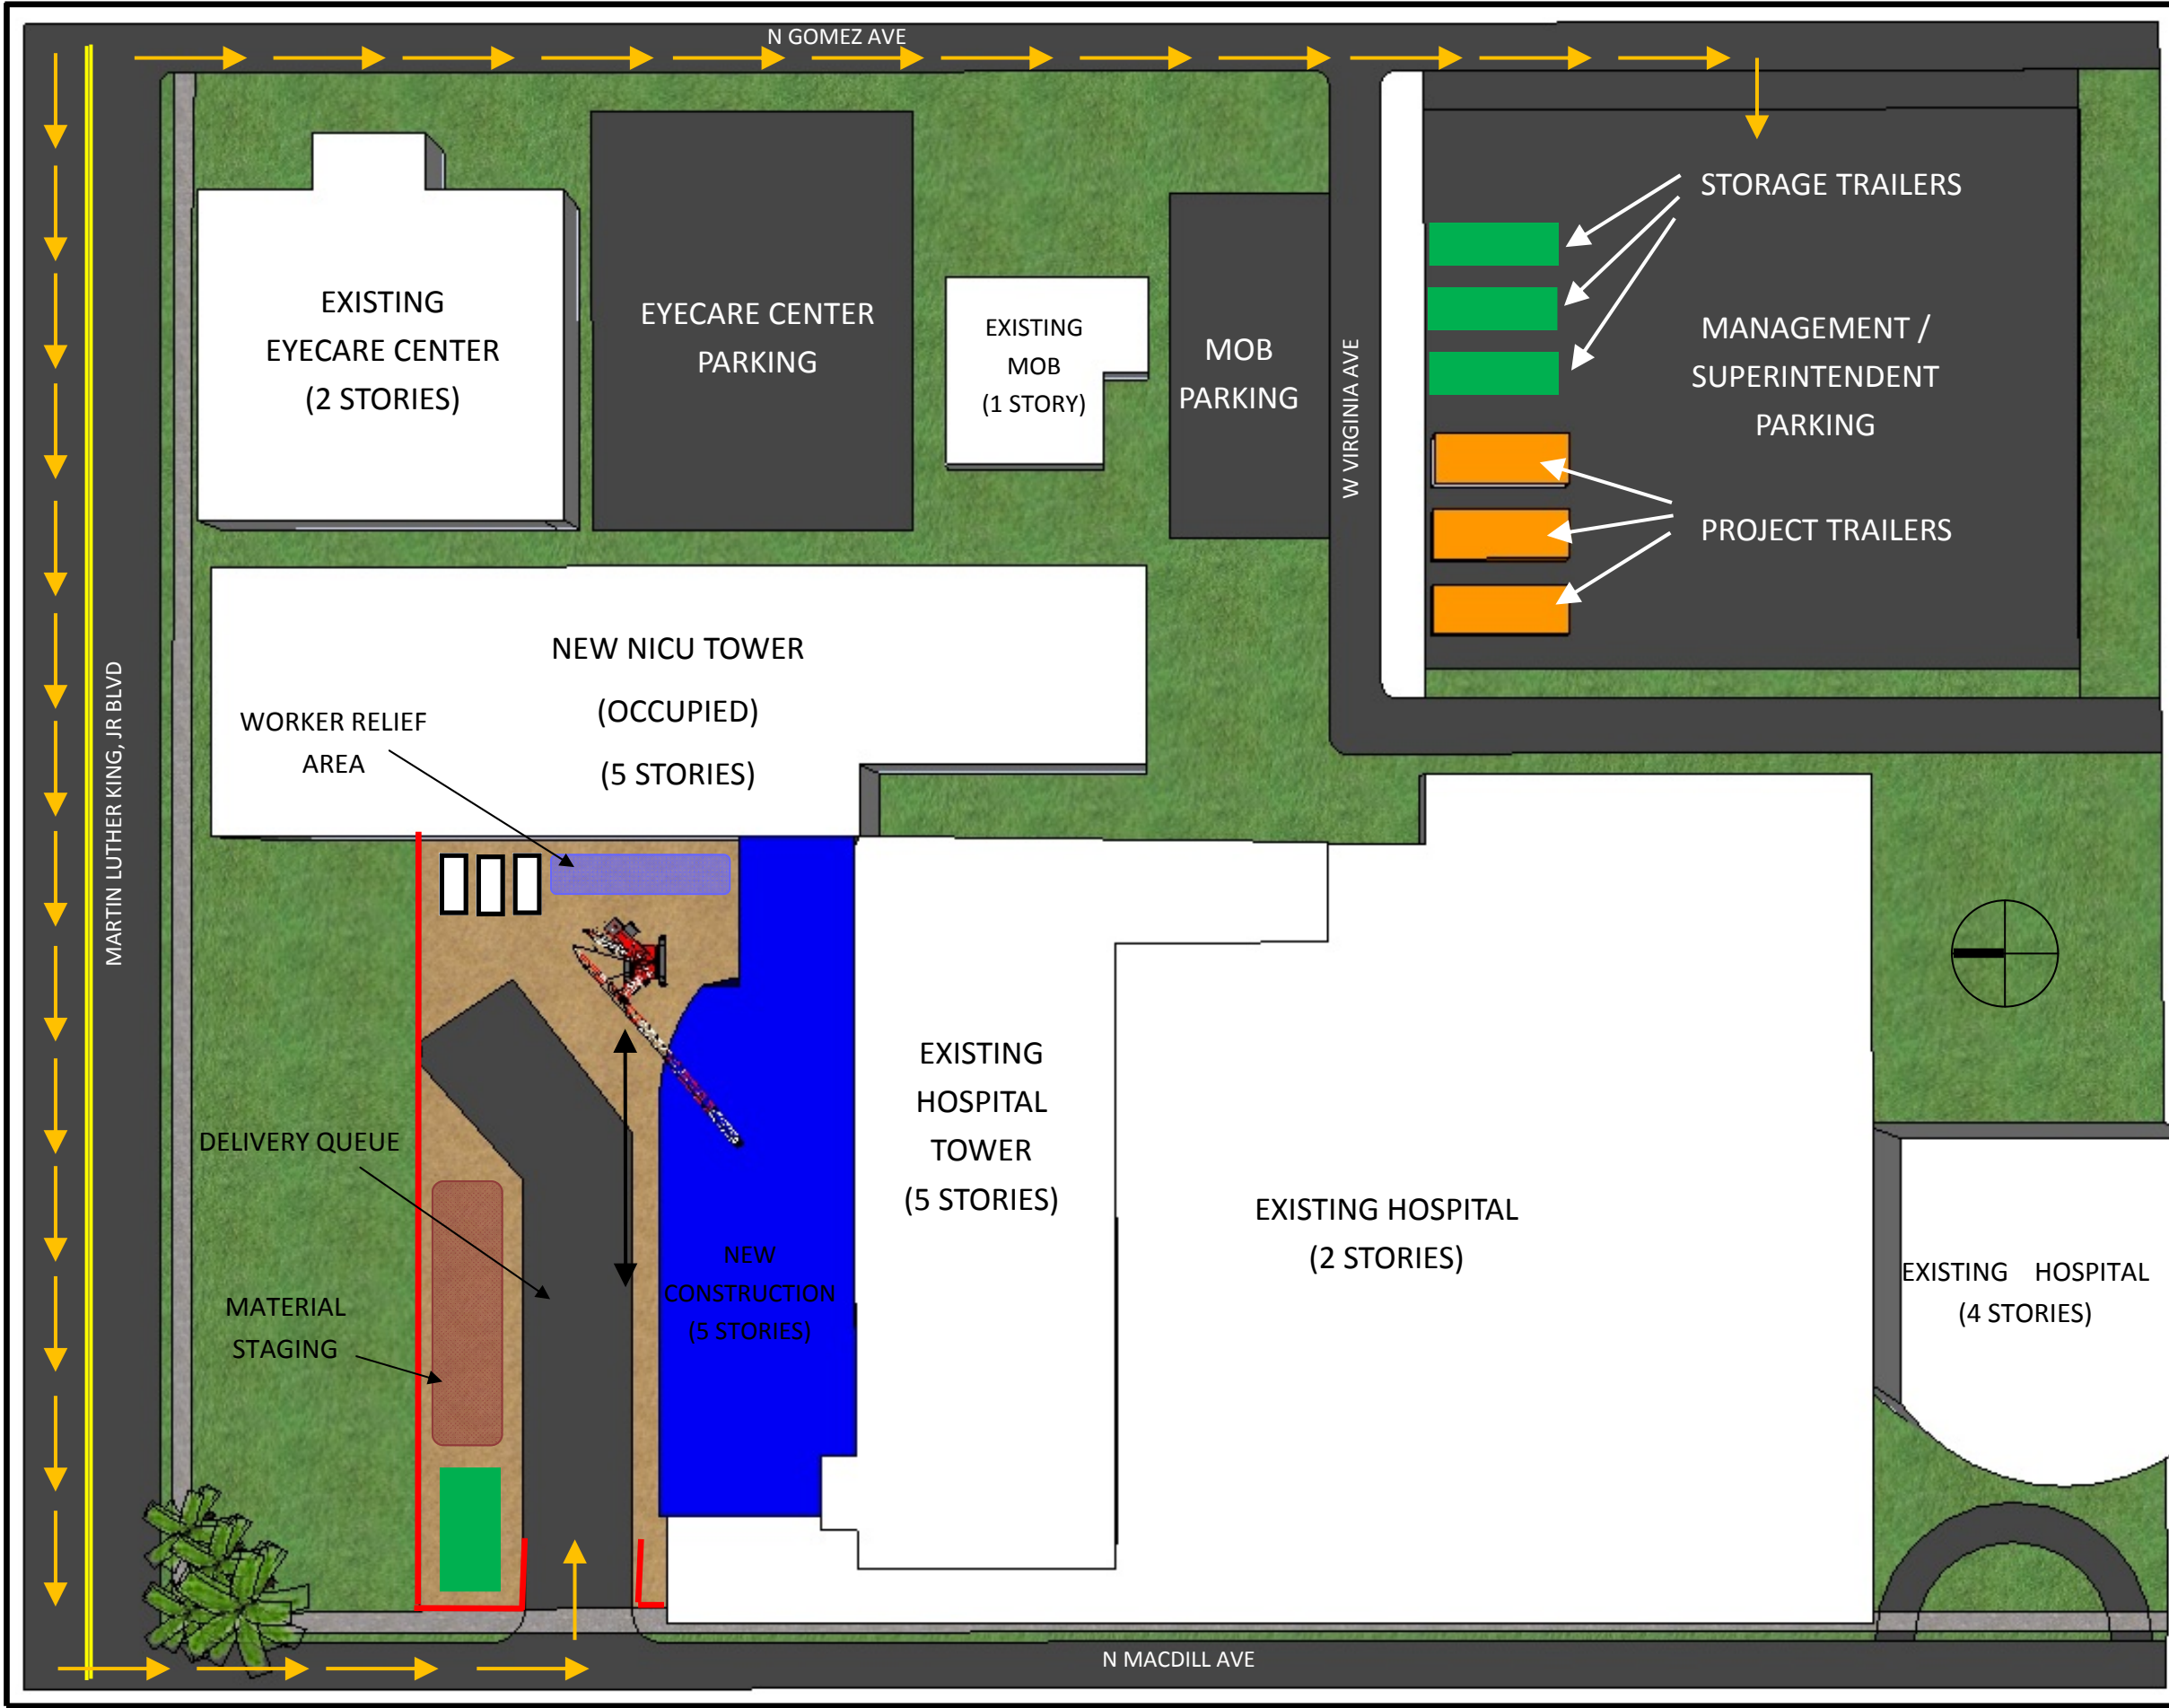 N GOMEZ AVE
STORAGE TRAILERS
EXISTING
EYECARE CENTER
(2 STORIES)
EYECARE CENTER
PARKING
EXISTING
MOB
(1 STORY)
MOB
PARKING
W VIRGINIA AVE
MANAGEMENT /
SUPERINTENDENT
PARKING
PROJECT TRAILERS
NEW NICU TOWER
(OCCUPIED)
(5 STORIES)
WORKER RELIEF
AREA
MARTIN LUTHER KING, JR BLVD
DELIVERY QUEUE
MATERIAL
STAGING
NEW
CONSTRUCTION
(5 STORIES)
EXISTING
HOSPITAL
TOWER
(5 STORIES)
EXISTING HOSPITAL
(2 STORIES)
EXISTING HOSPITAL
(4 STORIES)
N MACDILL AVE